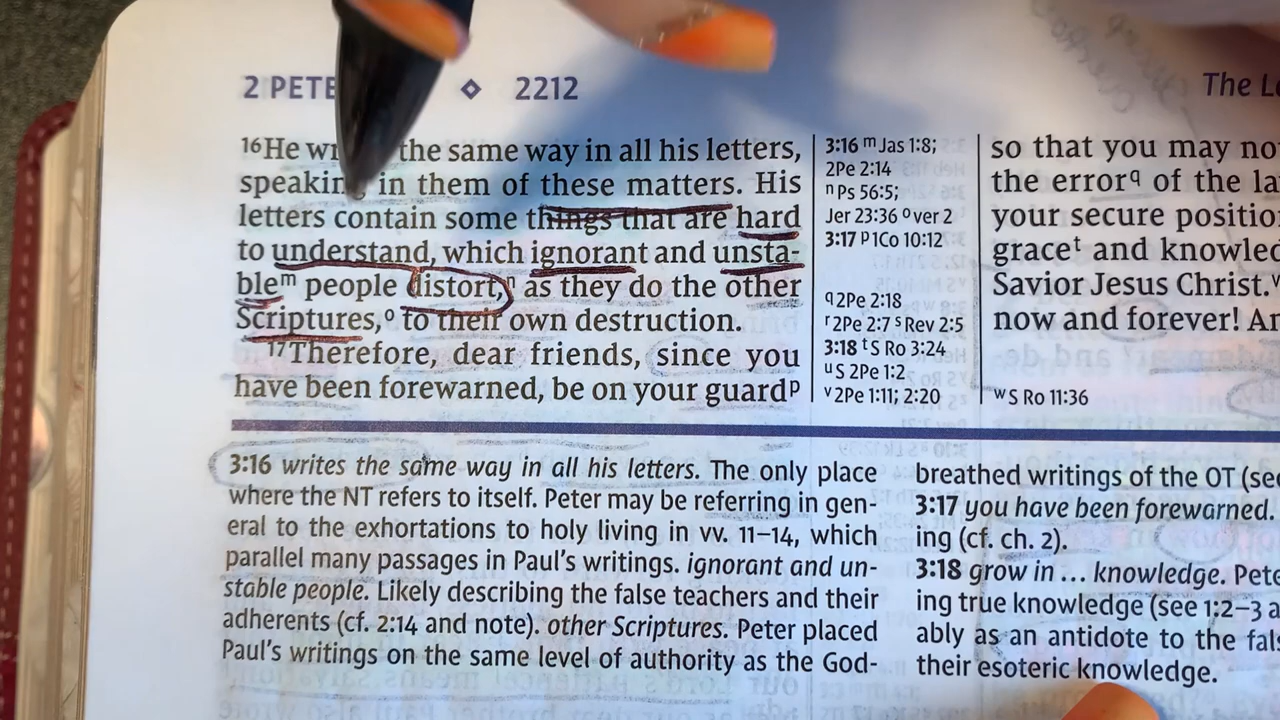 2 PETE ◇ 2212
The
¹⁶He the same way in all his letters,
speaking in them of these matters. His
letters contain some things that are hard
to understand, which ignorant and unsta-
bleᵐ people distort,ⁿ as they do the other
Scriptures,ᵒ to their own destruction.
¹⁷Therefore, dear friends, since you
have been forewarned, be on your guardᵖ
3:16 ᵐ Jas 1:8;
2Pe 2:14
ⁿ Ps 56:5;
Jer 23:36 ᵒ ver 2
3:17 ᵖ 1Co 10:12
q 2Pe 2:18
ʳ 2Pe 2:7 ˢ Rev 2:5
3:18 ᵗ S Ro 3:24
ᵘ S 2Pe 1:2
ᵛ 2Pe 1:11; 2:20
so that you may
the errorq of the
your secure
graceᵗ and
Savior Jesus Christ.ᵛ
now and forever!
ʷ S Ro 11:36
3:16 writes the same way in all his letters. The only place
where the NT refers to itself. Peter may be referring in gen-
eral to the exhortations to holy living in vv. 11–14, which
parallel many passages in Paul's writings. ignorant and un-
stable people. Likely describing the false teachers and their
adherents (cf. 2:14 and note). other Scriptures. Peter placed
Paul's writings on the same level of authority as the God-
breathed writings of the OT (see
3:17 you have been forewarned.
ing (cf. ch. 2).
3:18 grow in … knowledge.
ing true knowledge (see 1:2–3
ably as an antidote to the
their esoteric knowledge.